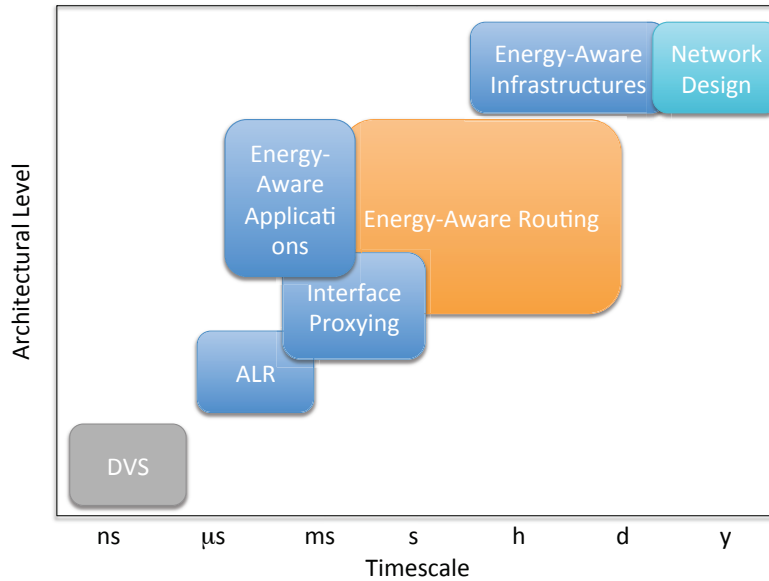 Energy-Aware
Infrastructures
Network
Design
Energy-
Aware
Applicati
ons
Energy-Aware Routing
Interface
Proxying
ALR
DVS
Architectural Level
ns μs ms s h d y
Timescale